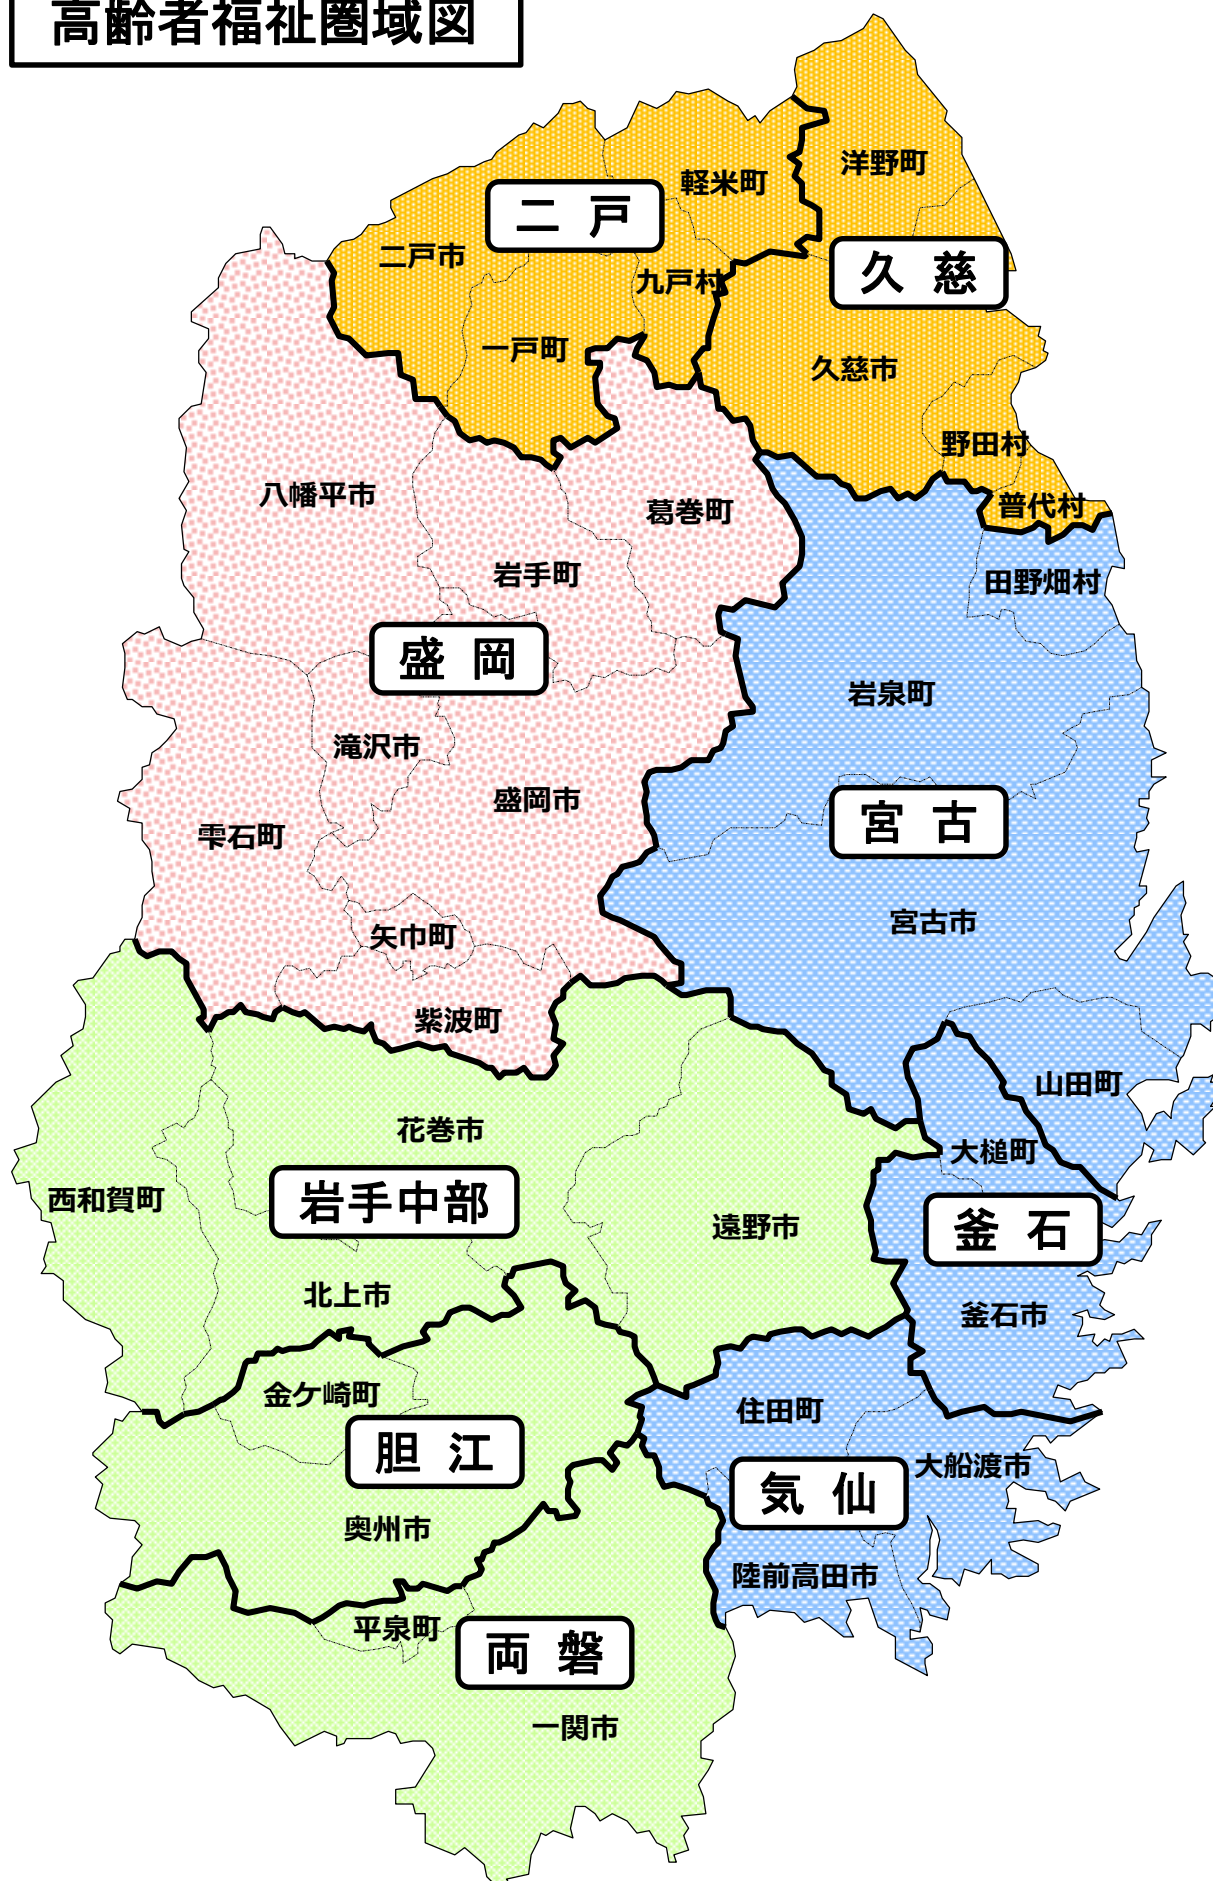 高齢者福祉圏域図
洋野町
軽米町
二 戸
二戸市
久 慈
九戸村
一戸町
久慈市
野田村
八幡平市
普代村
葛巻町
岩手町
田野畑村
盛 岡
岩泉町
滝沢市
盛岡市
宮 古
雫石町
宮古市
矢巾町
紫波町
山田町
花巻市
大槌町
西和賀町
岩手中部
遠野市
釜 石
北上市
釜石市
金ケ崎町
住田町
胆 江
大船渡市
気 仙
奥州市
陸前高田市
平泉町
両 磐
一関市